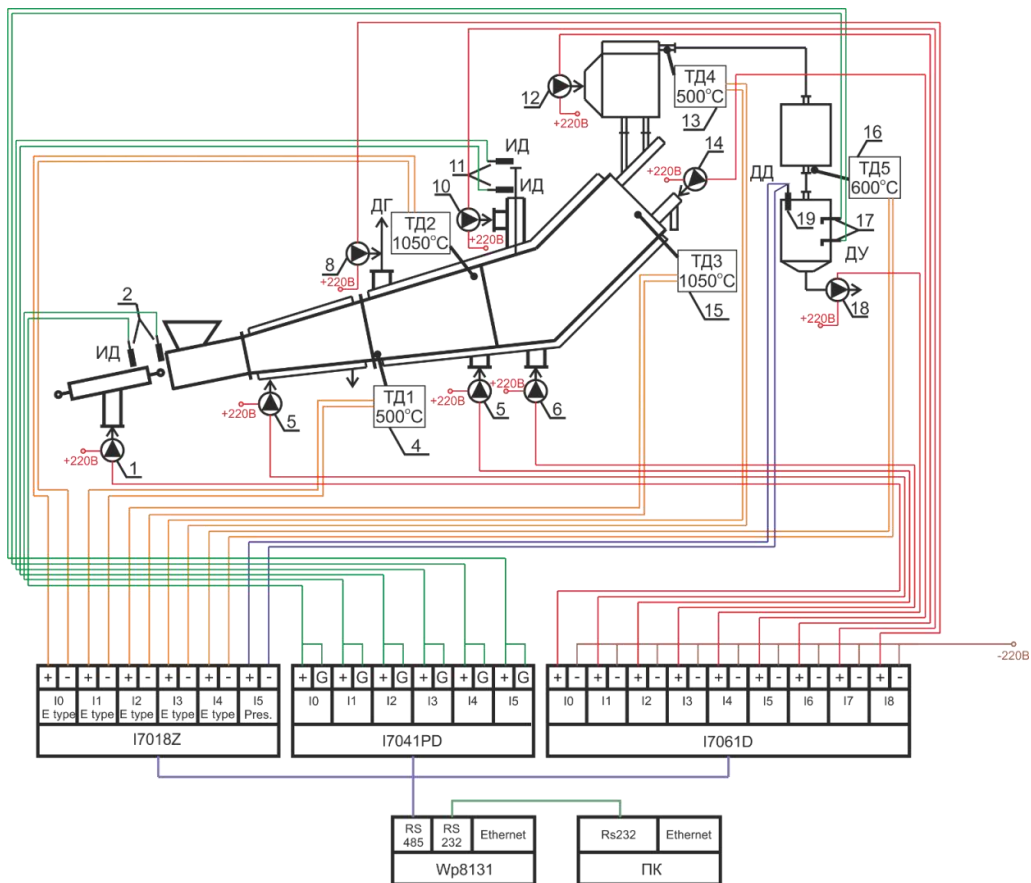 ТД4
500°C
12
+220В
13
ИД
11
ИД
14
+220В
16
ТД5
600°C
ДД
19
17
ДУ
10
+220В
ДГ
ТД2
1050°C
8
+220В
ТД3
1050°C
15
18
+220В
2
ИД
ТД1
500°C
4
+220В
5
+220В
5
+220В
6
+220В
1
-220В
+ - + - + - + - + - + -
I0 I1 I2 I3 I4 I5
E type E type E type E type E type Pres.
I7018Z
+ G + G + G + G + G + G
I0 I1 I2 I3 I4 I5
I7041PD
+ - + - + - + - + - + - + - + - + -
I0 I1 I2 I3 I4 I5 I6 I7 I8
I7061D
RS 485
RS 232
Ethernet
Wp8131
Rs232
Ethernet
ПК